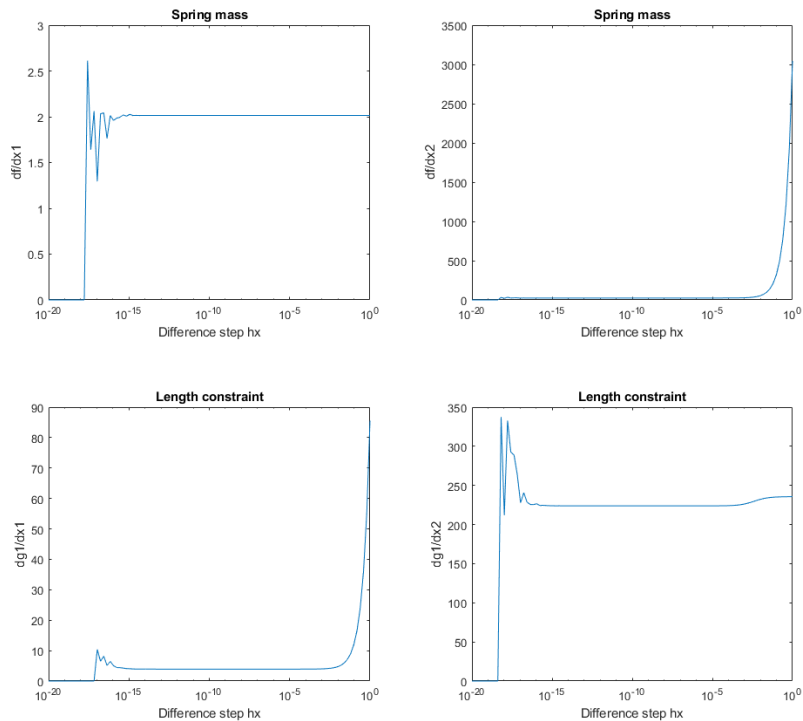 Spring mass
3
2.5
2
1.5
1
0.5
0
df/dx1
10^-20 10^-15 10^-10 10^-5 10^0
Difference step hx
Spring mass
3500
3000
2500
2000
1500
1000
500
0
df/dx2
10^-20 10^-15 10^-10 10^-5 10^0
Difference step hx
Length constraint
90
80
70
60
50
40
30
20
10
0
dg1/dx1
10^-20 10^-15 10^-10 10^-5 10^0
Difference step hx
Length constraint
350
300
250
200
150
100
50
0
dg1/dx2
10^-20 10^-15 10^-10 10^-5 10^0
Difference step hx